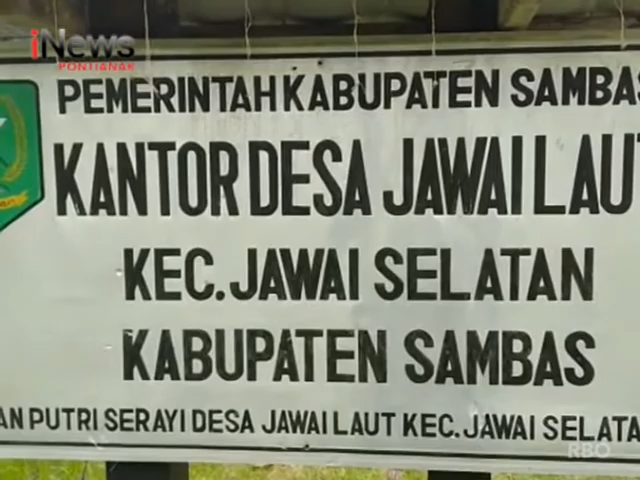 iNews
PONTIANAK
PEMERINTAH KABUPATEN SAMBAS
KANTOR DESA JAWAI LAUT
KEC. JAWAI SELATAN
KABUPATEN SAMBAS
AN PUTRI SERAYI DESA JAWAI LAUT KEC. JAWAI SELATA
RBO